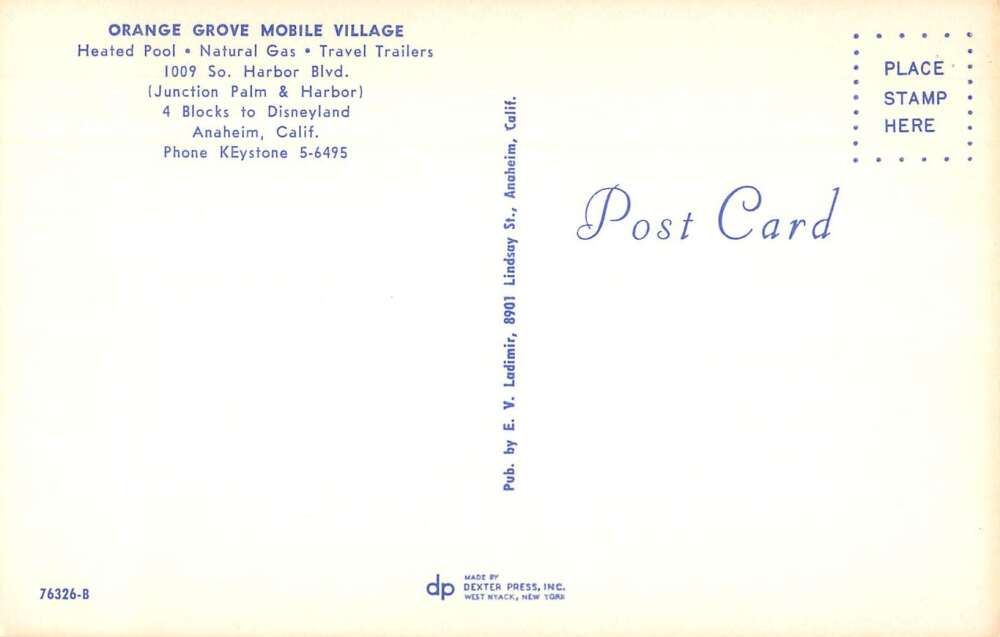 ORANGE GROVE MOBILE VILLAGE
Heated Pool • Natural Gas • Travel Trailers
1009 So. Harbor Blvd.
(Junction Palm & Harbor)
4 Blocks to Disneyland
Anaheim, Calif.
Phone KEystone 5-6495
Pub. by E. V. Ladimir, 8901 Lindsay St., Anaheim, Calif.
PLACE
STAMP
HERE
Post Card
76326-B
dp
MADE BY
DEXTER PRESS, INC.
WEST NYACK, NEW YORK